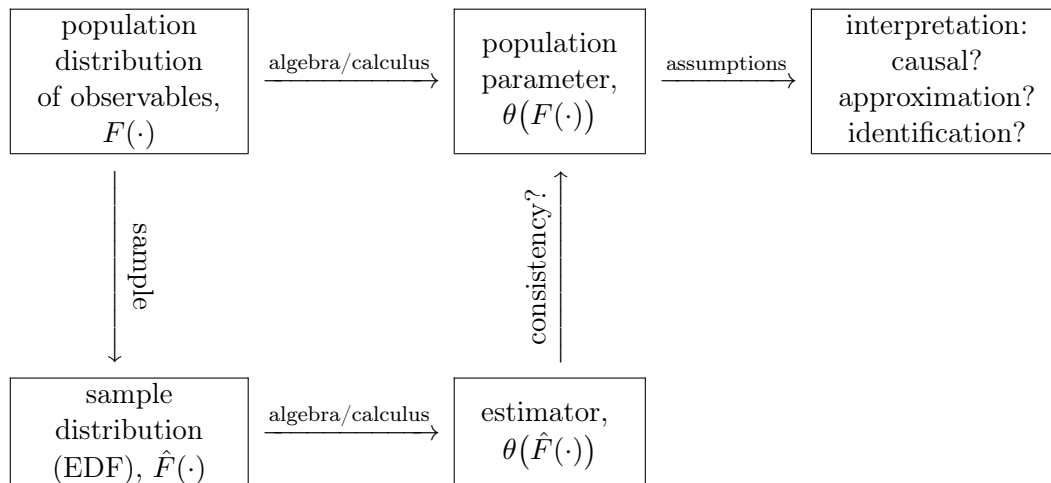 population
distribution
of observables,
F(·)
algebra/calculus
population
parameter,
θ(F(·))
assumptions
interpretation:
causal?
approximation?
identification?
sample
consistency?
sample
distribution
(EDF), F̂(·)
algebra/calculus
estimator,
θ(F̂(·))